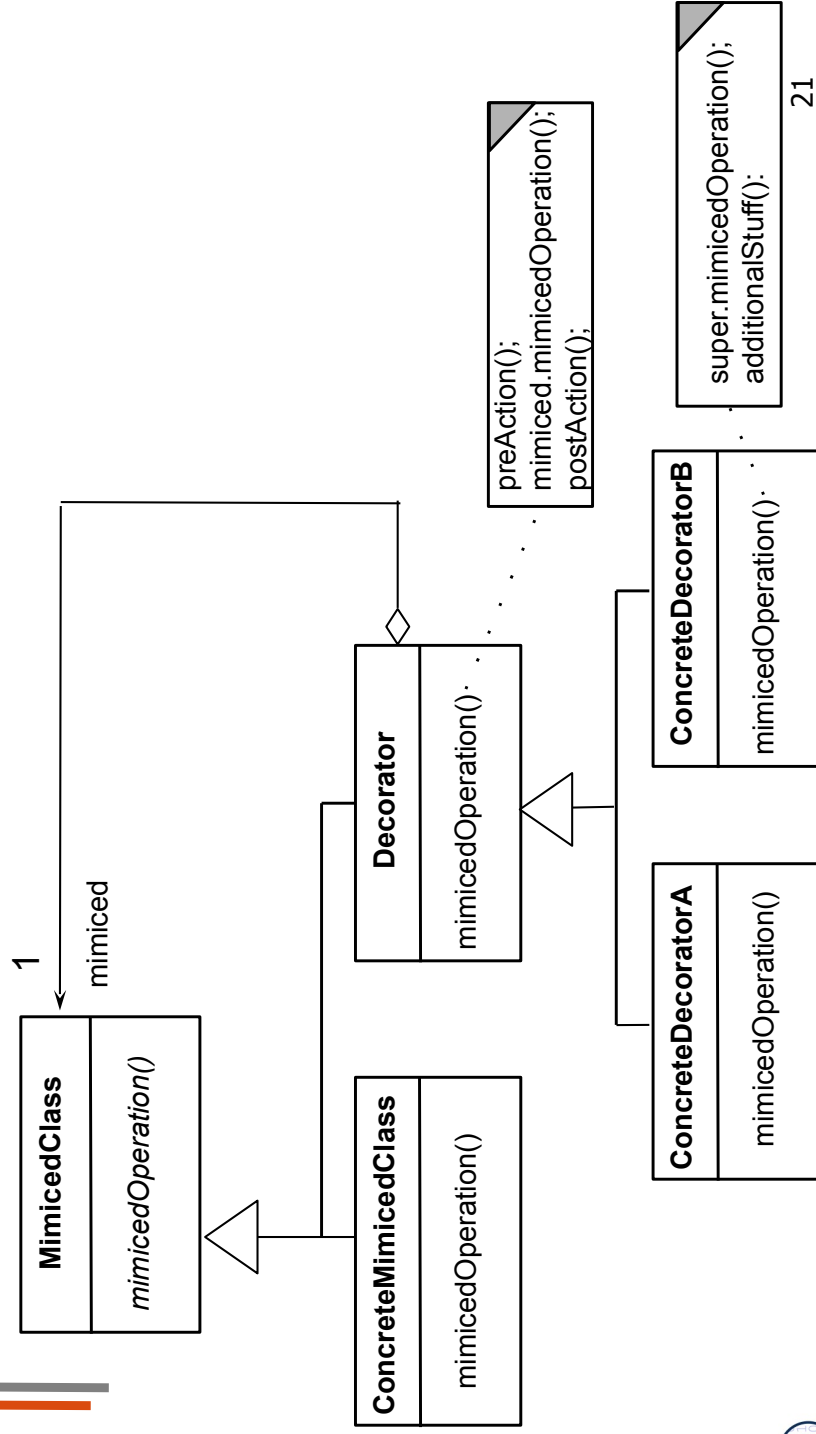 MimicedClass
mimicedOperation()
1
mimiced
ConcreteMimicedClass
mimicedOperation()
Decorator
mimicedOperation()
preAction();
mimiced.mimicedOperation();
postAction();
ConcreteDecoratorA
mimicedOperation()
ConcreteDecoratorB
mimicedOperation()
super.mimicedOperation();
additionalStuff():
21